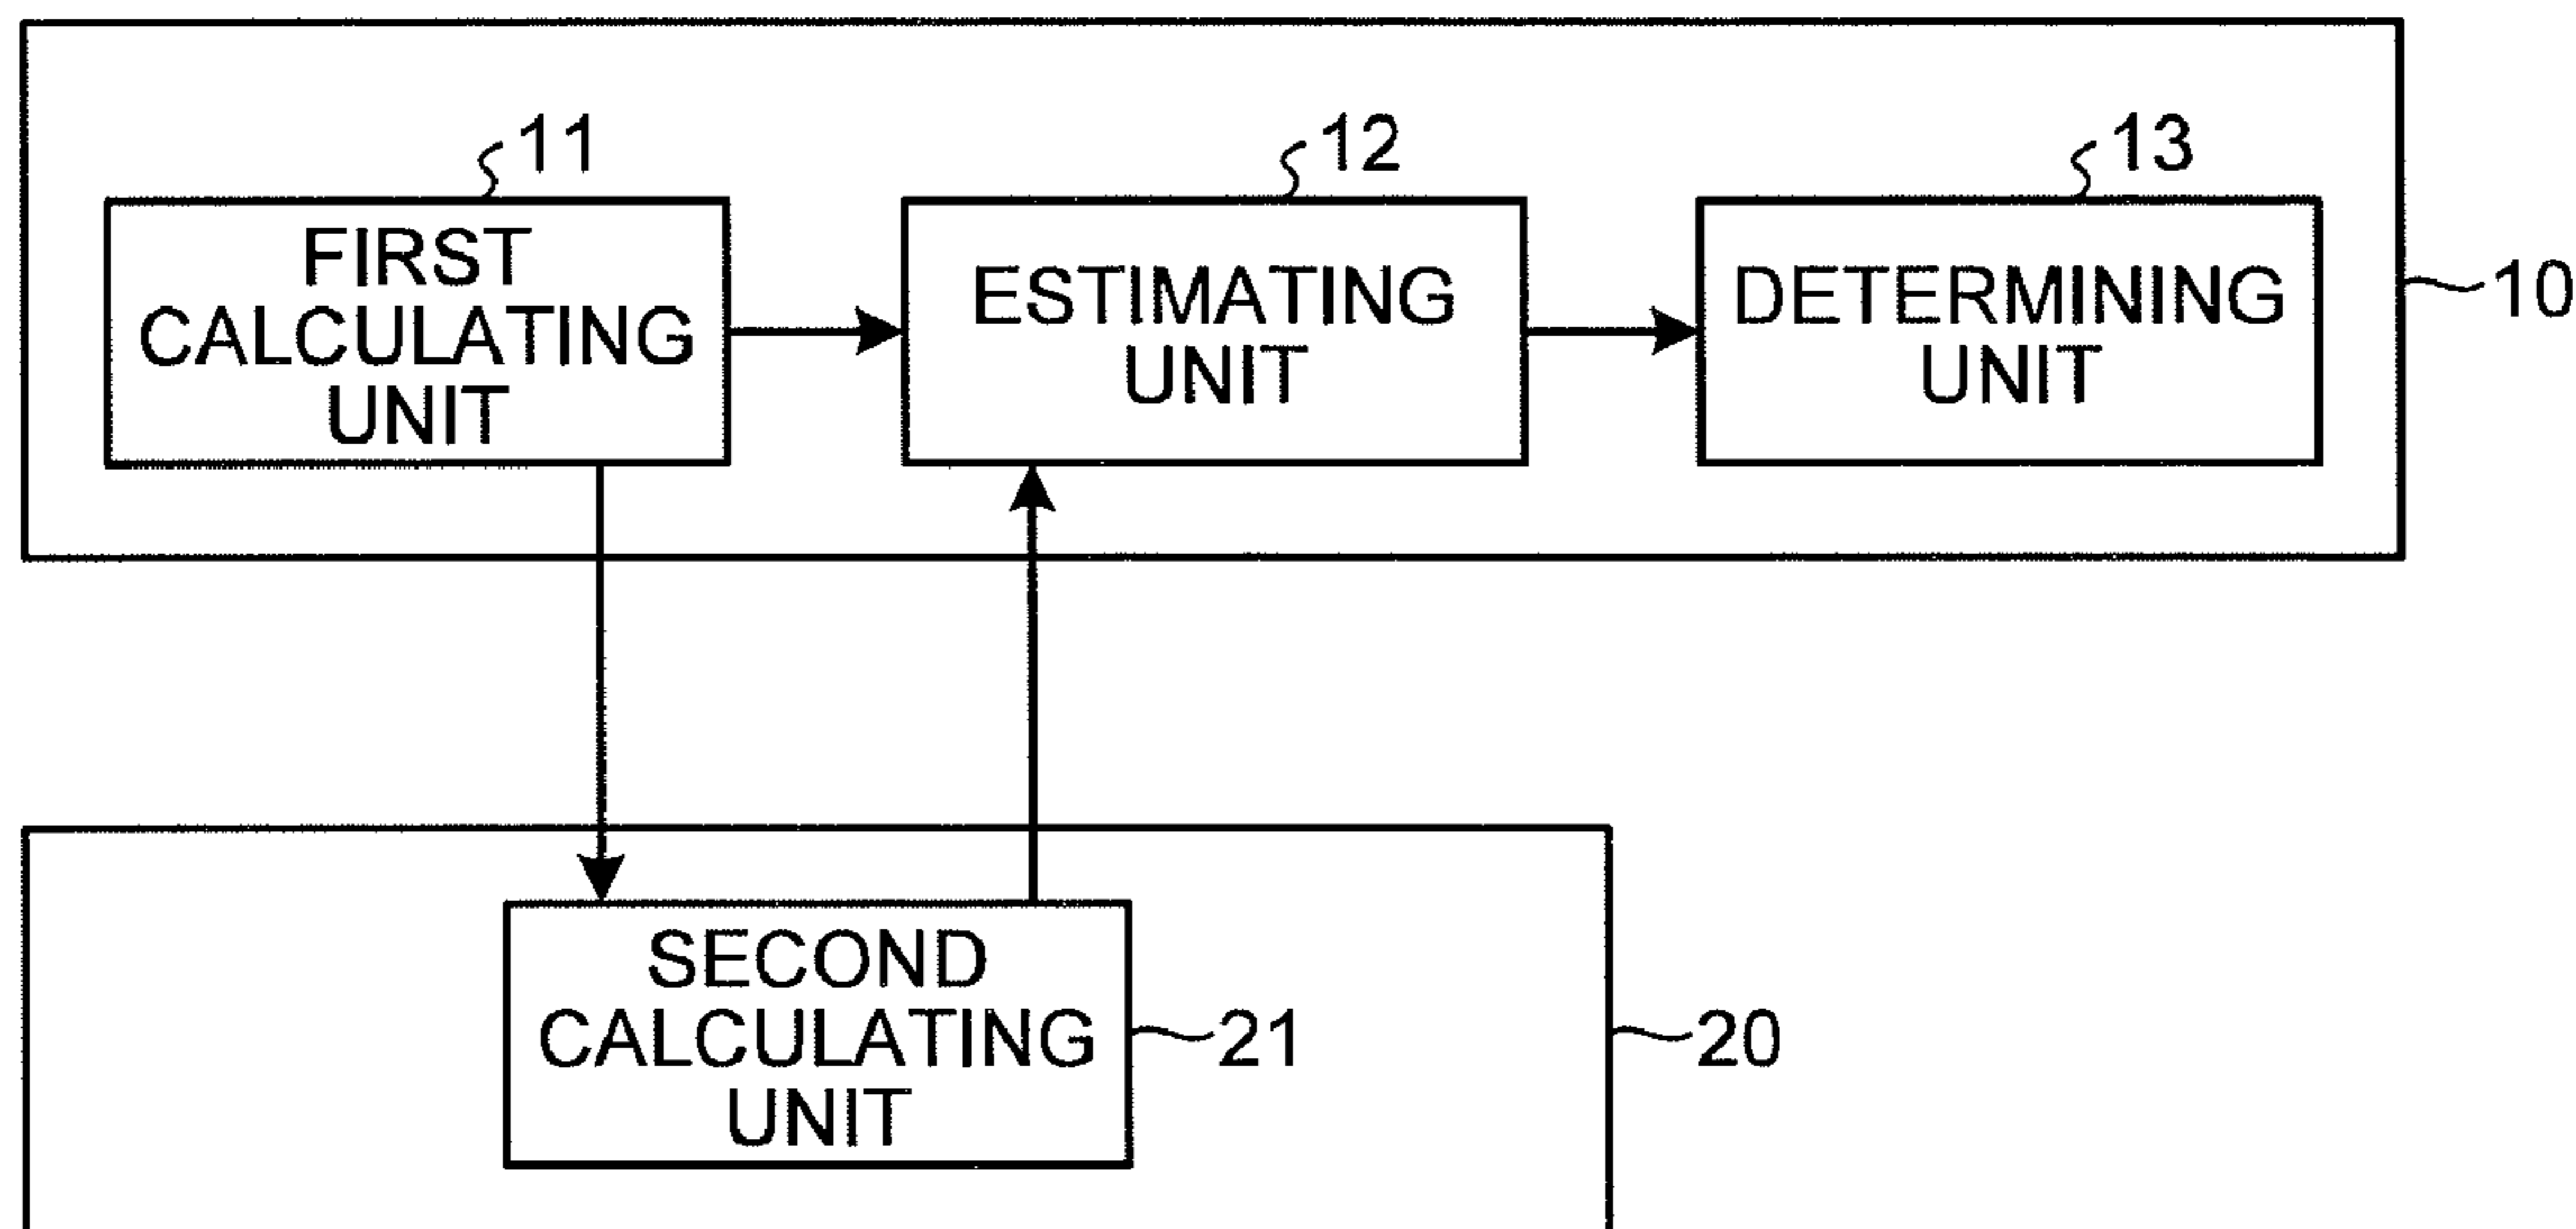 11
12
13
FIRST
CALCULATING
UNIT
ESTIMATING
UNIT
DETERMINING
UNIT
10
SECOND
CALCULATING
UNIT
21
20